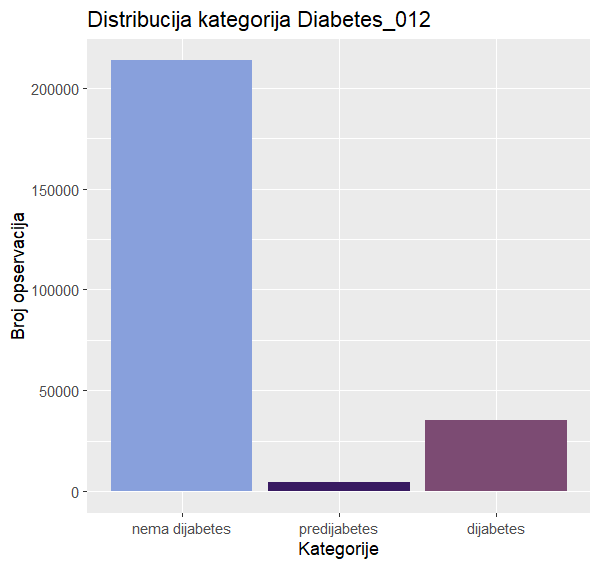 Distribucija kategorija Diabetes_012
Broj opservacija
200000
150000
100000
50000
0
nema dijabetes
predijabetes
dijabetes
Kategorije